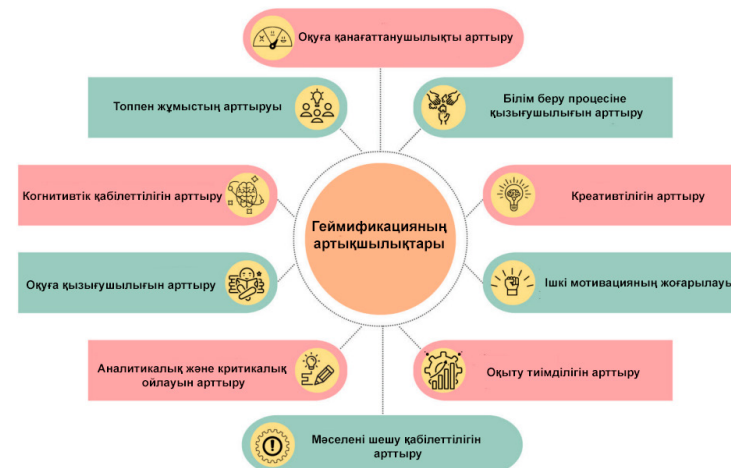 Оқуға қанағаттанушылықты арттыру
Топпен жұмыстың арттыруы
Білім беру процесіне
қызығушылығын арттыру
Когнитивтік қабілеттілігін арттыру
Креативтілігін арттыру
Геймификацияның
артықшылықтары
Оқуға қызығушылығын арттыру
Ішкі мотивацияның жоғарылауы
Аналитикалық және критикалық
ойлауын арттыру
Оқыту тиімділігін арттыру
Мәселені шешу қабілеттілігін
арттыру